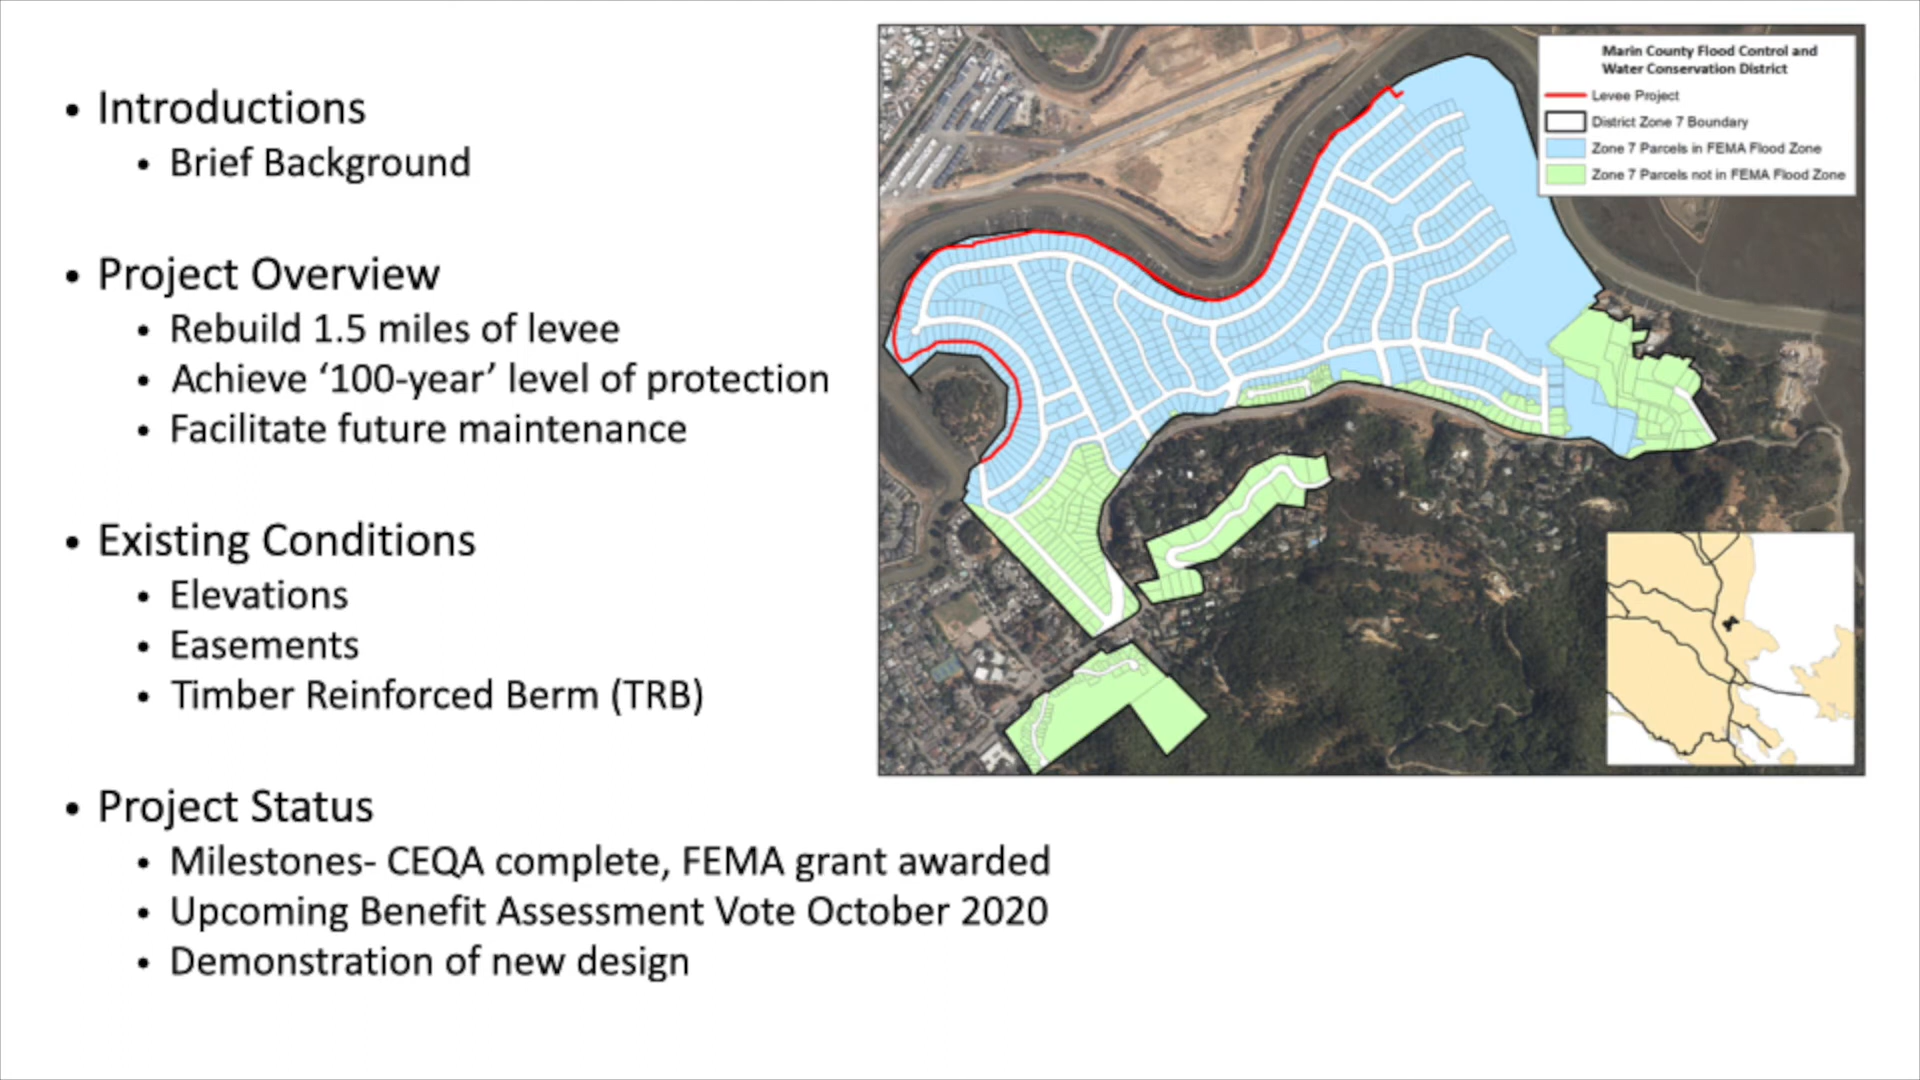 • Introductions
• Brief Background
• Project Overview
• Rebuild 1.5 miles of levee
• Achieve ‘100-year’ level of protection
• Facilitate future maintenance
• Existing Conditions
• Elevations
• Easements
• Timber Reinforced Berm (TRB)
• Project Status
• Milestones- CEQA complete, FEMA grant awarded
• Upcoming Benefit Assessment Vote October 2020
• Demonstration of new design
Marin County Flood Control and
Water Conservation District
Levee Project
District Zone 7 Boundary
Zone 7 Parcels in FEMA Flood Zone
Zone 7 Parcels not in FEMA Flood Zone